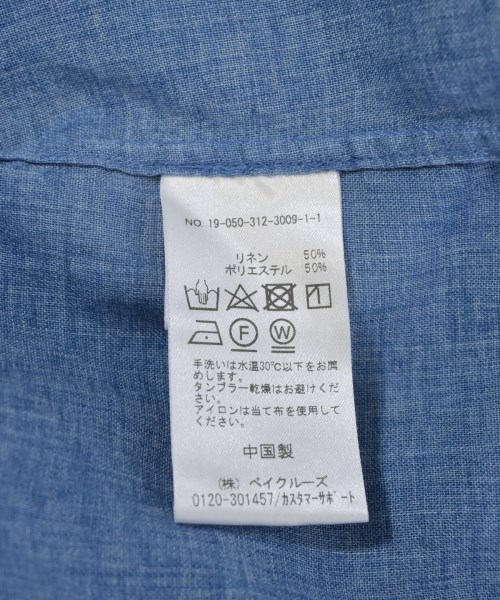 NO. 19-050-312-3009-1-1
リネン 50%
ポリエステル 50%
F W
手洗いは水温30℃以下をお薦
めします。
タンブラー乾燥はお避けくださ
い。
アイロンは当て布を使用して
ください。
中国製
(株) ベイクルーズ
0120-301457/カスタマーサポート